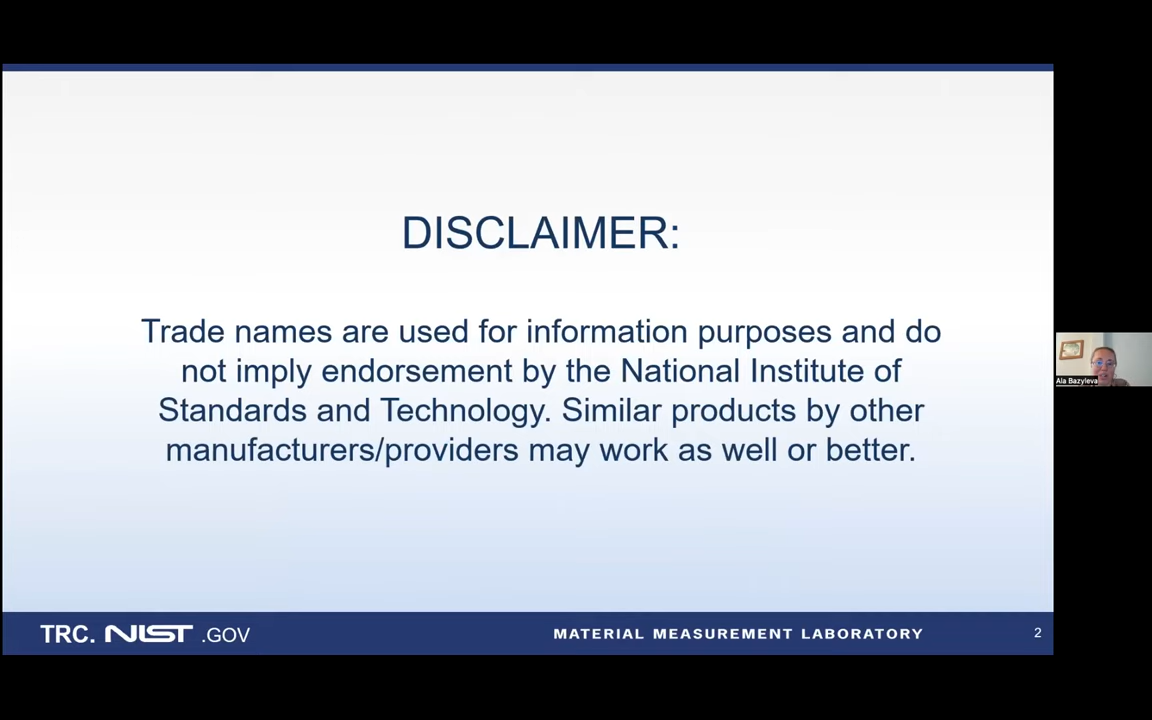 DISCLAIMER:
Trade names are used for information purposes and do
not imply endorsement by the National Institute of
Standards and Technology. Similar products by other
manufacturers/providers may work as well or better.
Ala Bazyleva
TRC. NIST .GOV
MATERIAL MEASUREMENT LABORATORY
2